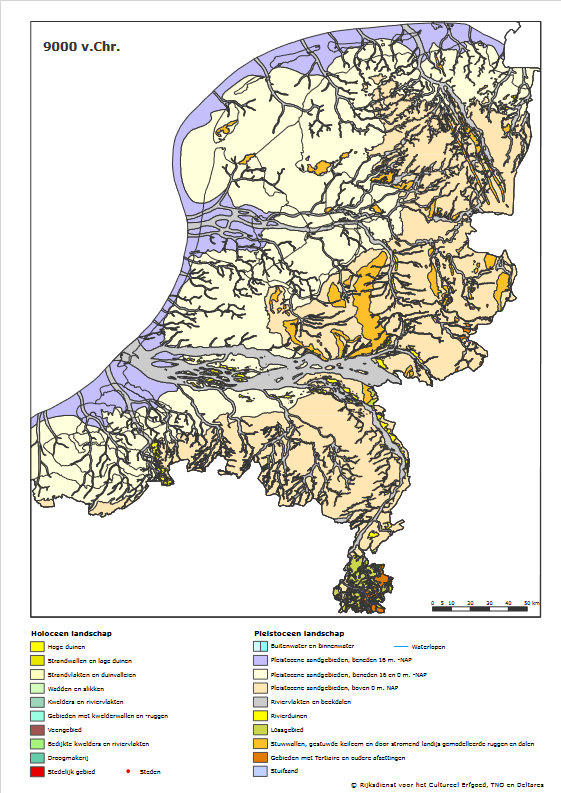 9000 v.Chr.
0 5 10 20 30 40 50 km
Holoceen landschap
Hoge duinen
Strandwallen en lage duinen
Strandvlakten en duinvalleien
Wadden en slikken
Kwelders en riviervlakten
Gebieden met kwelderwallen en -ruggen
Veengebied
Bedijkte kwelders en riviervlakten
Droogmakerij
Stedelijk gebied
Steden
Pleistoceen landschap
Buitenwater en binnenwater
Waterlopen
Pleistocene zandgebieden, beneden 16 m. -NAP
Pleistocene zandgebieden, beneden 16 en 0 m. -NAP
Pleistocene zandgebieden, boven 0 m. NAP
Riviervlakten en beekdalen
Rivierduinen
Lössgebied
Stuwwallen, gestuwde keileem en door stromend landijs gemodelleerde ruggen en dalen
Gebieden met Tertiaire en oudere afzettingen
Stuifzand
© Rijksdienst voor het Cultureel Erfgoed, TNO en Deltares